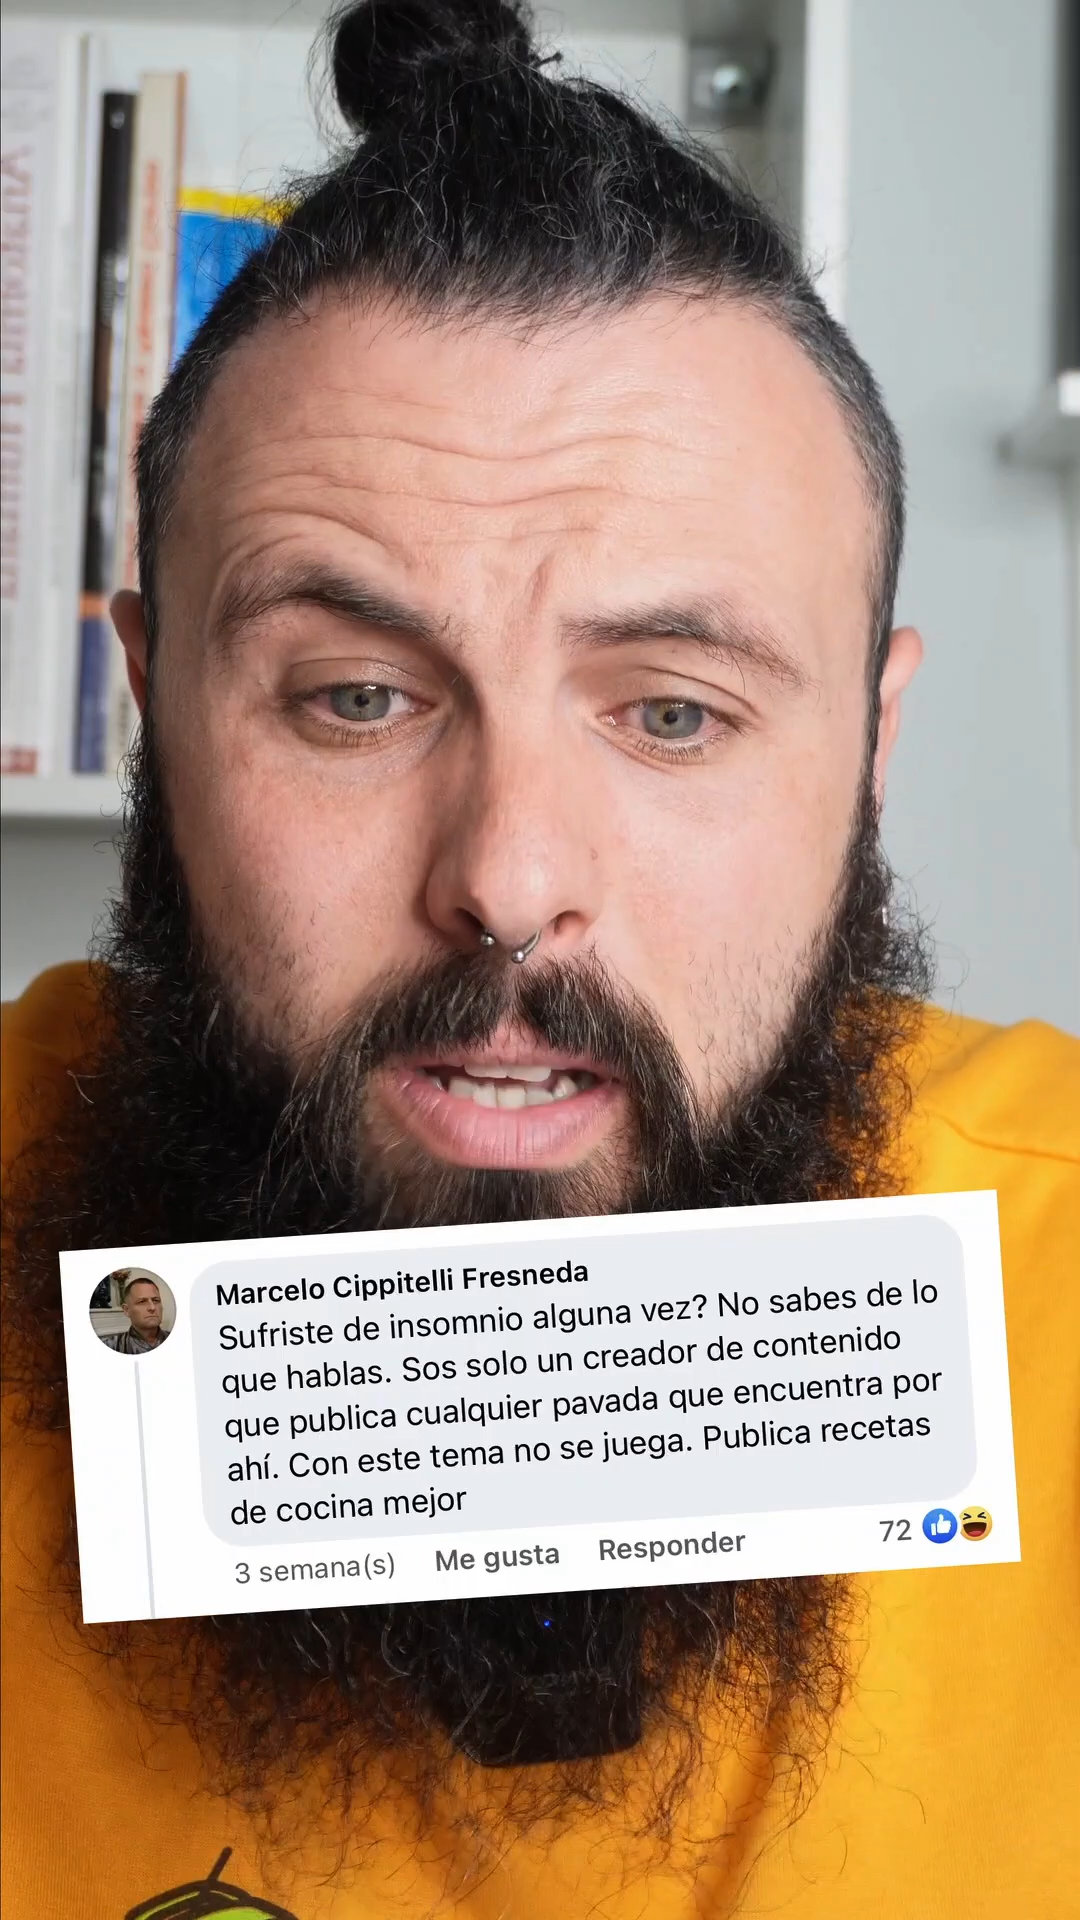 Marcelo Cippitelli Fresneda
Sufriste de insomnio alguna vez? No sabes de lo
que hablas. Sos solo un creador de contenido
que publica cualquier pavada que encuentra por
ahí. Con este tema no se juega. Publica recetas
de cocina mejor
3 semana(s) Me gusta Responder 72